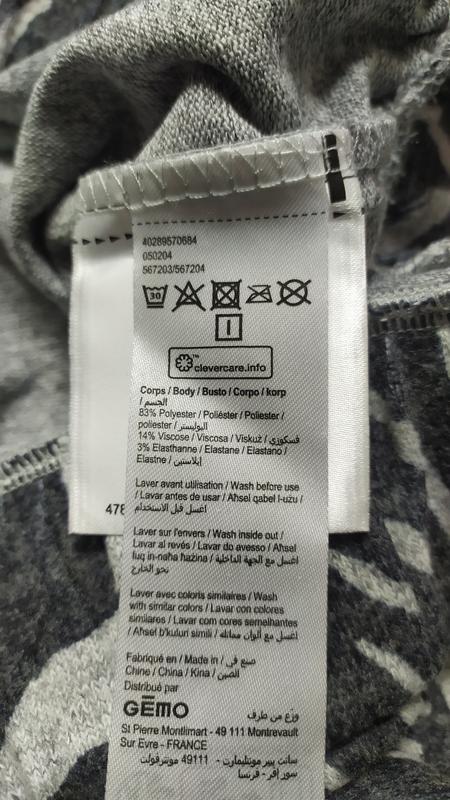 40289570684
050204
567203/567204
30
clevercare.info
Corps / Body / Busto / Corpo / korp
/ الجسم
83% Polyester / Poliéster / Poliester /
poliester / البوليستر
14% Viscose / Viscosa / Viskuż / فسكوزي
3% Elasthanne / Elastane / Elastano /
Elastne / إيلاستين
Laver avant utilisation / Wash before use
/ Lavar antes de usar / Aħsel qabel l-użu /
اغسل قبل الاستخدام
Laver sur l'envers / Wash inside out /
Lavar al revés / Lavar do avesso / Aħsel
fuq in-naħa ħażina / اغسل مع الجهة الداخلية
نحو الخارج
Laver avec coloris similaires / Wash
with similar colors / Lavar con colores
similares / Lavar com cores semelhantes
/ Aħsel b'kuluri simili / اغسل مع ألوان مماثلة
Fabriqué en / Made in / صنع في
Chine / China / Kina / الصين
Distribué par
GĒMO وزع من طرف
St Pierre Montlimart - 49 111 Montrevault
Sur Evre - FRANCE
سانت پيير مونتليمارت - 49111 مونترفولت
سور إفر - فرنسا
478